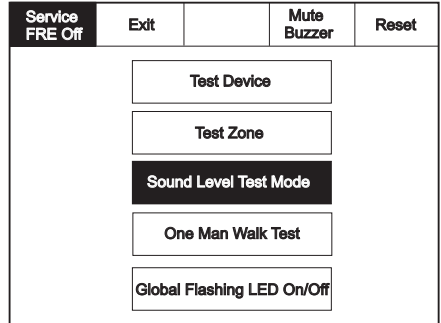 Service
FRE Off
Exit
Mute
Buzzer
Reset
Test Device
Test Zone
Sound Level Test Mode
One Man Walk Test
Global Flashing LED On/Off